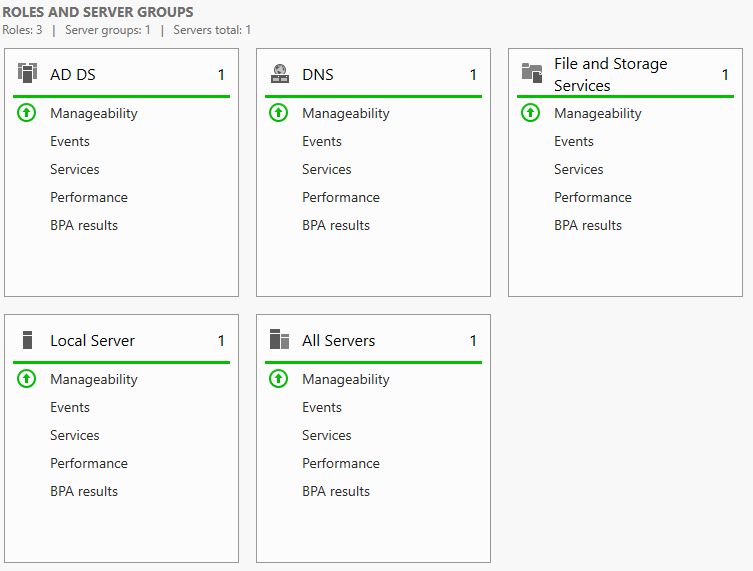 ROLES AND SERVER GROUPS
Roles: 3 | Server groups: 1 | Servers total: 1
AD DS 1
Manageability
Events
Services
Performance
BPA results
DNS 1
Manageability
Events
Services
Performance
BPA results
File and Storage
Services 1
Manageability
Events
Services
Performance
BPA results
Local Server 1
Manageability
Events
Services
Performance
BPA results
All Servers 1
Manageability
Events
Services
Performance
BPA results